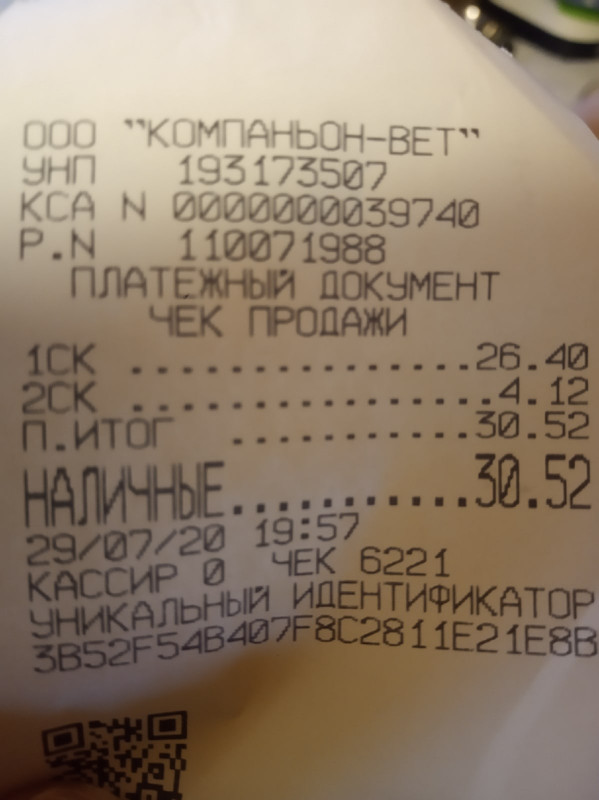 ООО "КОМПАНЬОН-ВЕТ"
УНП 193173507
КСА N 0000000039740
Р.N 110071988
ПЛАТЕЖНЫЙ ДОКУМЕНТ
ЧЕК ПРОДАЖИ
1СК ..................26.40
2СК ...................4.12
П.ИТОГ ............30.52
НАЛИЧНЫЕ...........30.52
29/07/20 19:57
КАССИР 0 ЧЕК 6221
УНИКАЛЬНЫЙ ИДЕНТИФИКАТОР
3B52F54B407F8C2811E21E8B